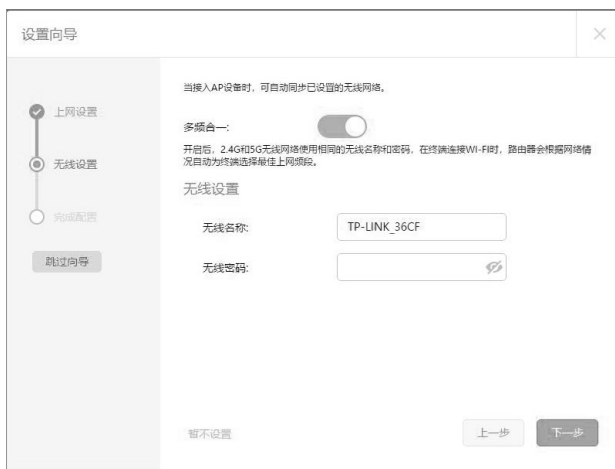 设置向导
当接入AP设备时，可自动同步已设置的无线网络。
上网设置
多频合一:
开启后，2.4G和5G无线网络使用相同的无线名称和密码，在终端连接WI-FI时，路由器会根据网络情
况自动为终端选择最佳上网频段。
无线设置
无线设置
无线名称:
TP-LINK_36CF
完成配置
跳过向导
无线密码:
暂不设置
上一步
下一步